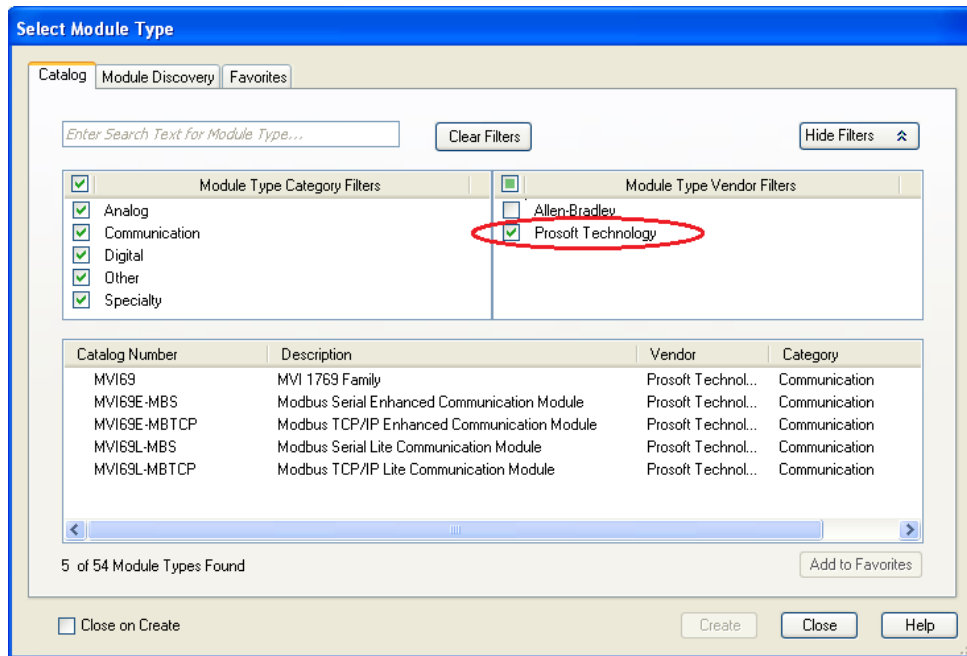 Select Module Type
Catalog Module Discovery Favorites
Enter Search Text for Module Type... Clear Filters Hide Filters
Module Type Category Filters Module Type Vendor Filters
Analog Allen-Bradley
Communication Prosoft Technology
Digital
Other
Specialty
Catalog Number Description Vendor Category
MVI69 MVI 1769 Family Prosoft Technol... Communication
MVI69E-MBS Modbus Serial Enhanced Communication Module Prosoft Technol... Communication
MVI69E-MBTCP Modbus TCP/IP Enhanced Communication Module Prosoft Technol... Communication
MVI69L-MBS Modbus Serial Lite Communication Module Prosoft Technol... Communication
MVI69L-MBTCP Modbus TCP/IP Lite Communication Module Prosoft Technol... Communication
5 of 54 Module Types Found Add to Favorites
Close on Create Create Close Help